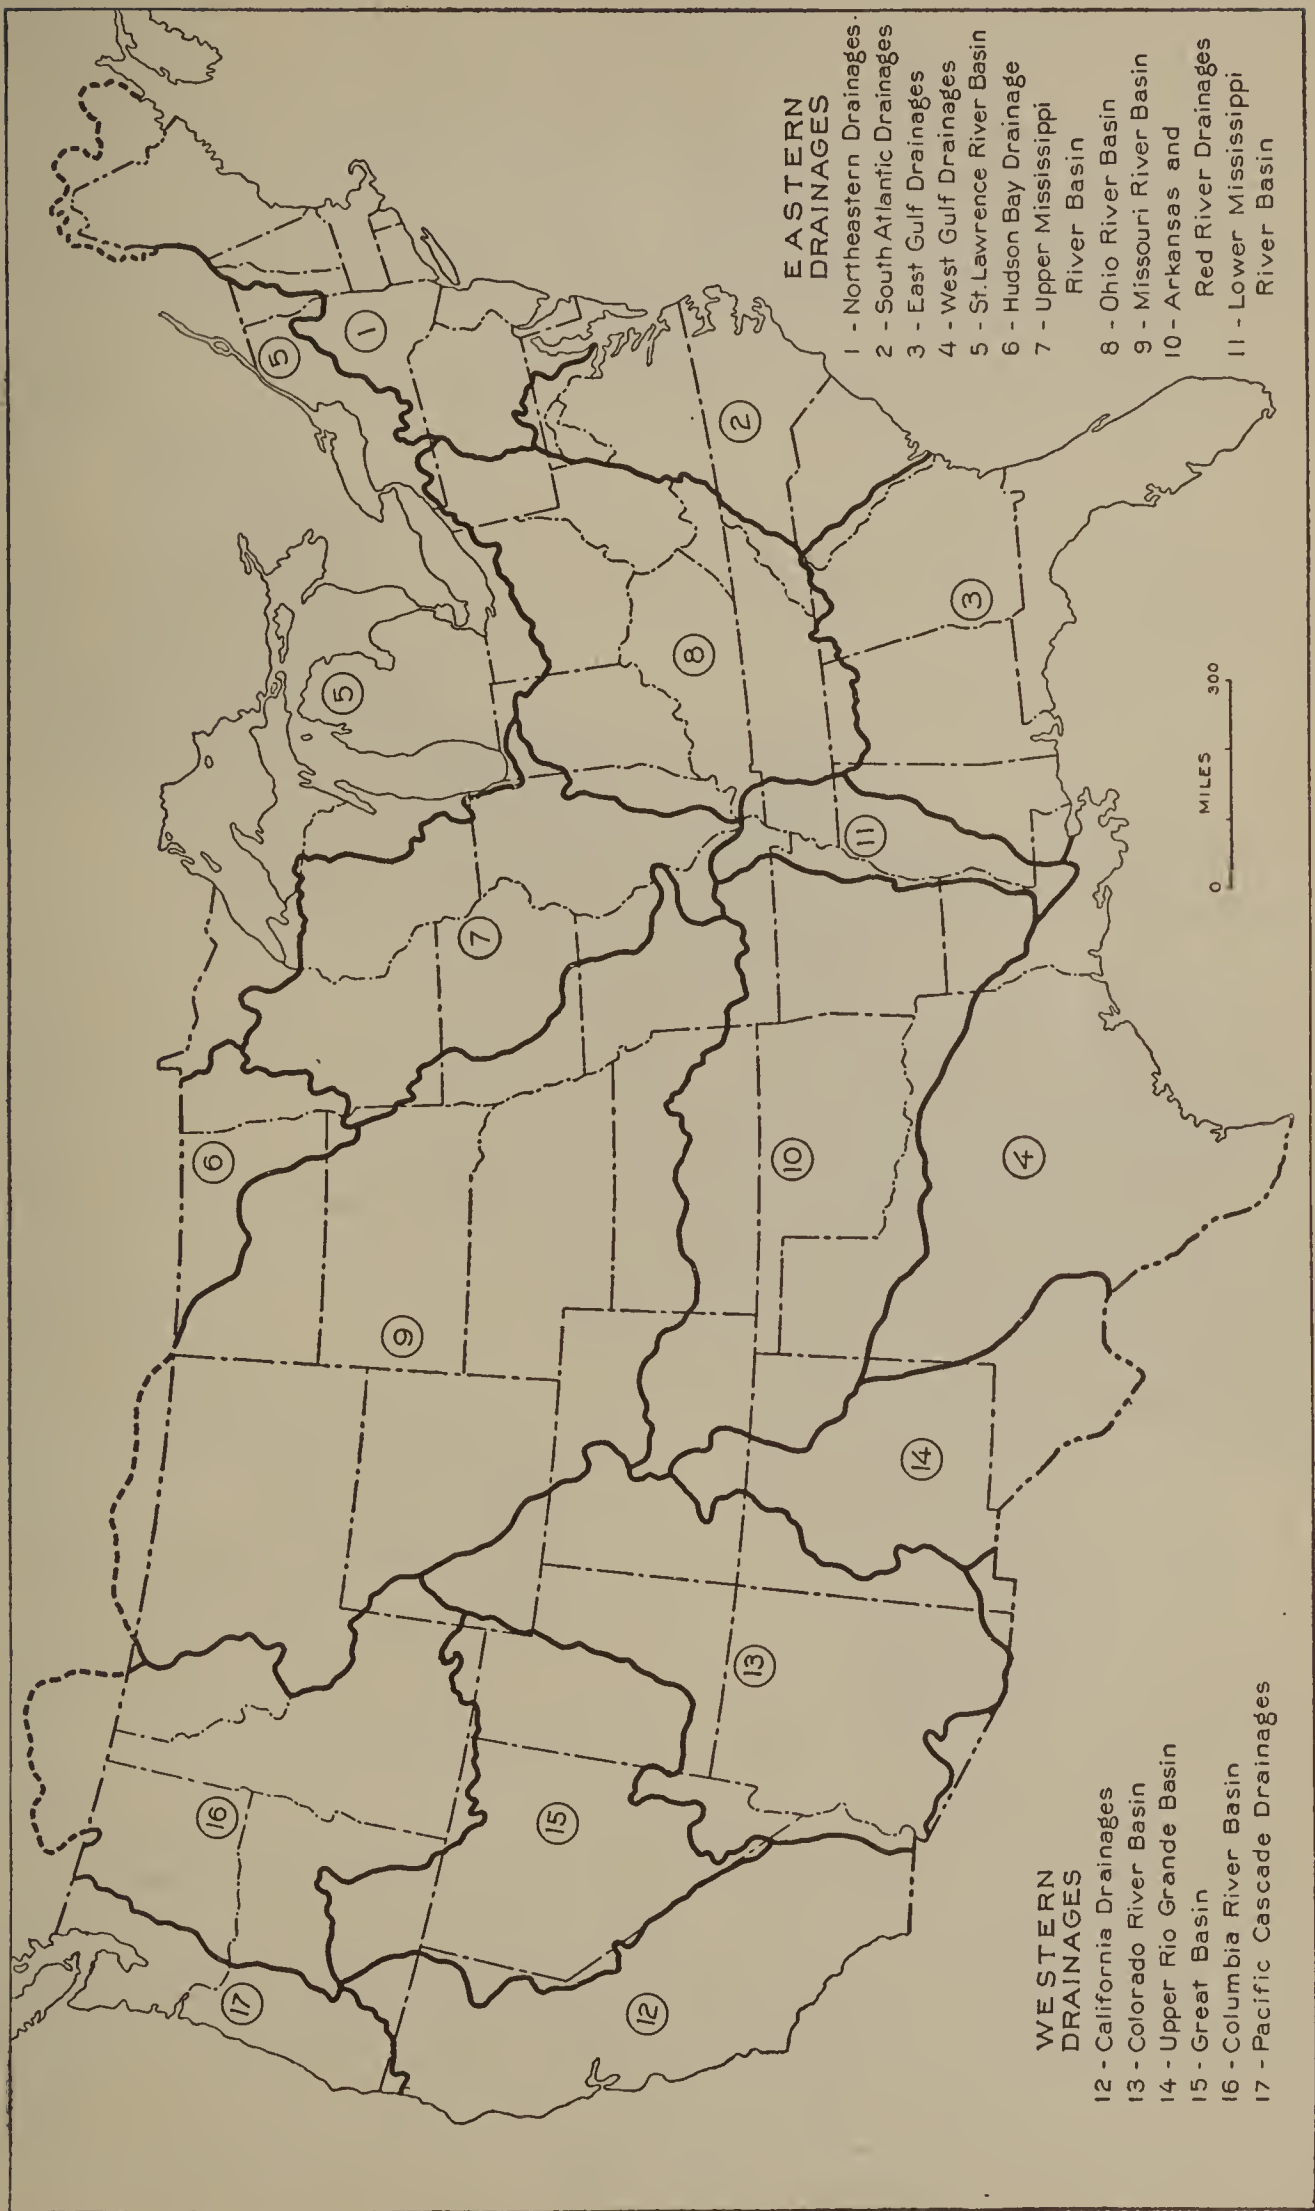 EASTERN
DRAINAGES
1 - Northeastern Drainages.
2 - South Atlantic Drainages
3 - East Gulf Drainages
4 - West Gulf Drainages
5 - St. Lawrence River Basin
6 - Hudson Bay Drainage
7 - Upper Mississippi
River Basin
8 - Ohio River Basin
9 - Missouri River Basin
10 - Arkansas and
Red River Drainages
11 - Lower Mississippi
River Basin
WESTERN
DRAINAGES
12 - California Drainages
13 - Colorado River Basin
14 - Upper Rio Grande Basin
15 - Great Basin
16 - Columbia River Basin
17 - Pacific Cascade Drainages
MILES
0 300
17
16
6
5
5
1
9
7
12
15
8
2
13
10
11
14
4
3